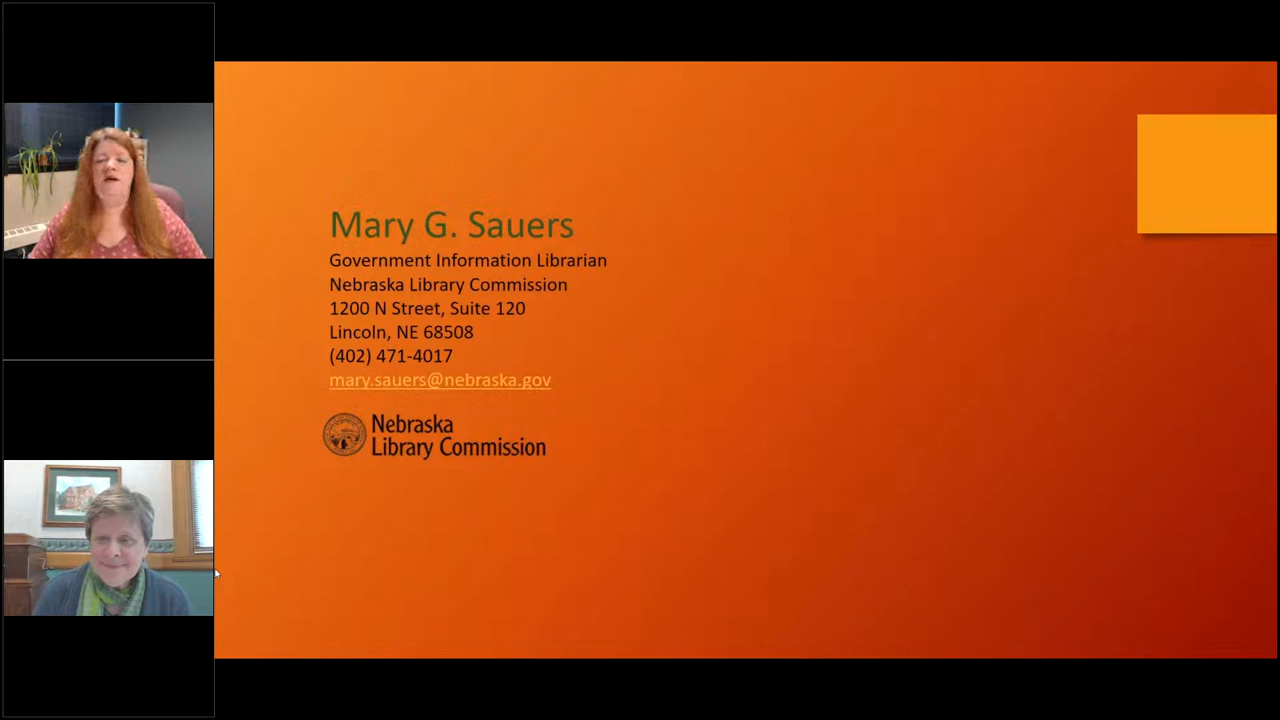 Mary G. Sauers
Government Information Librarian
Nebraska Library Commission
1200 N Street, Suite 120
Lincoln, NE 68508
(402) 471-4017
mary.sauers@nebraska.gov
Nebraska
Library Commission